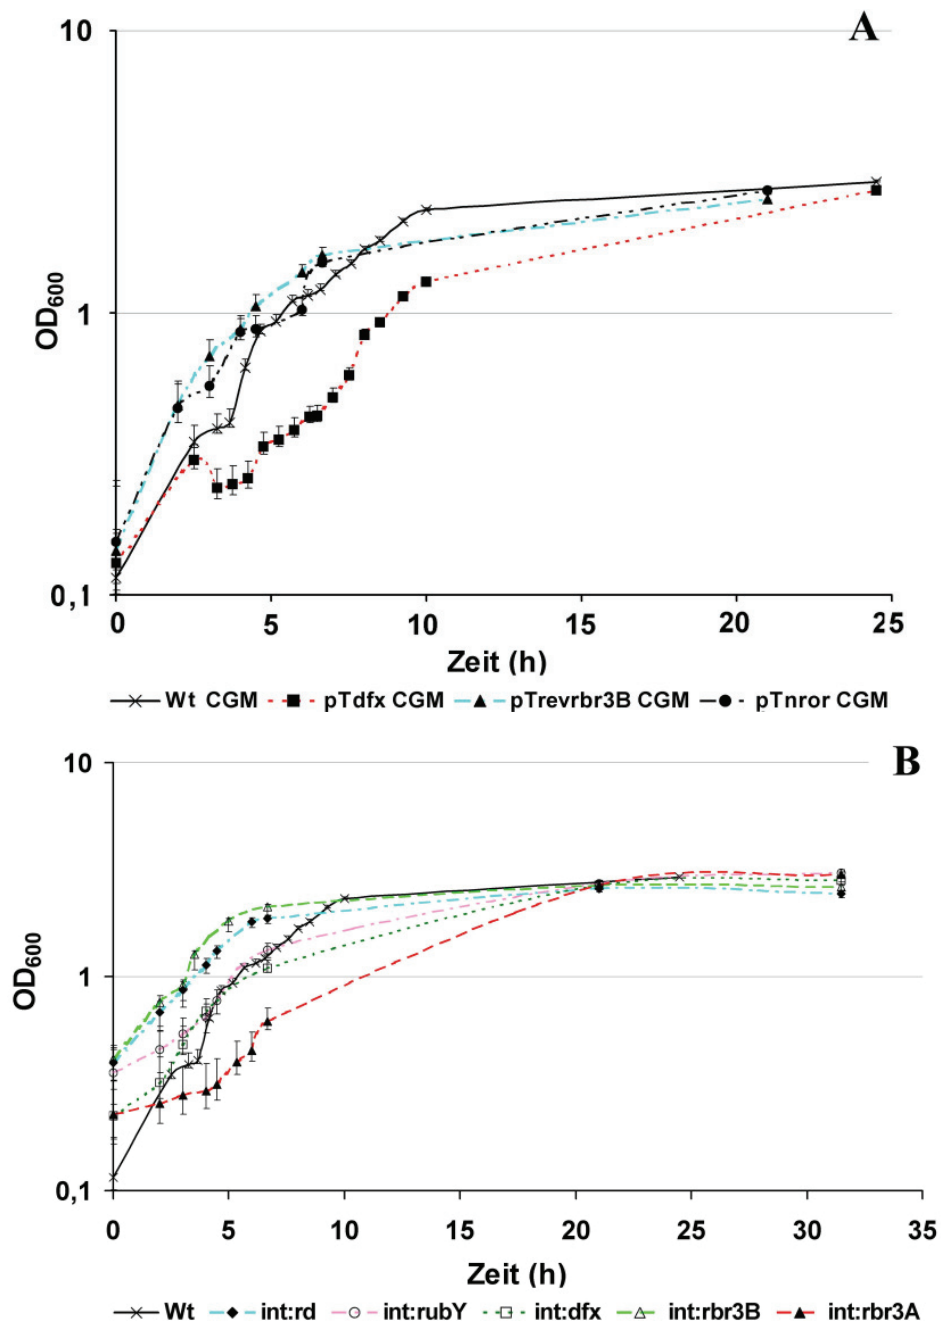 A
10
1
0,1
OD600
0 5 10 15 20 25
Zeit (h)
Wt CGM pTdfx CGM pTrevrbr3B CGM pTnror CGM
B
10
1
0,1
OD600
0 5 10 15 20 25 30 35
Zeit (h)
Wt int:rd int:rubY int:dfx int:rbr3B int:rbr3A